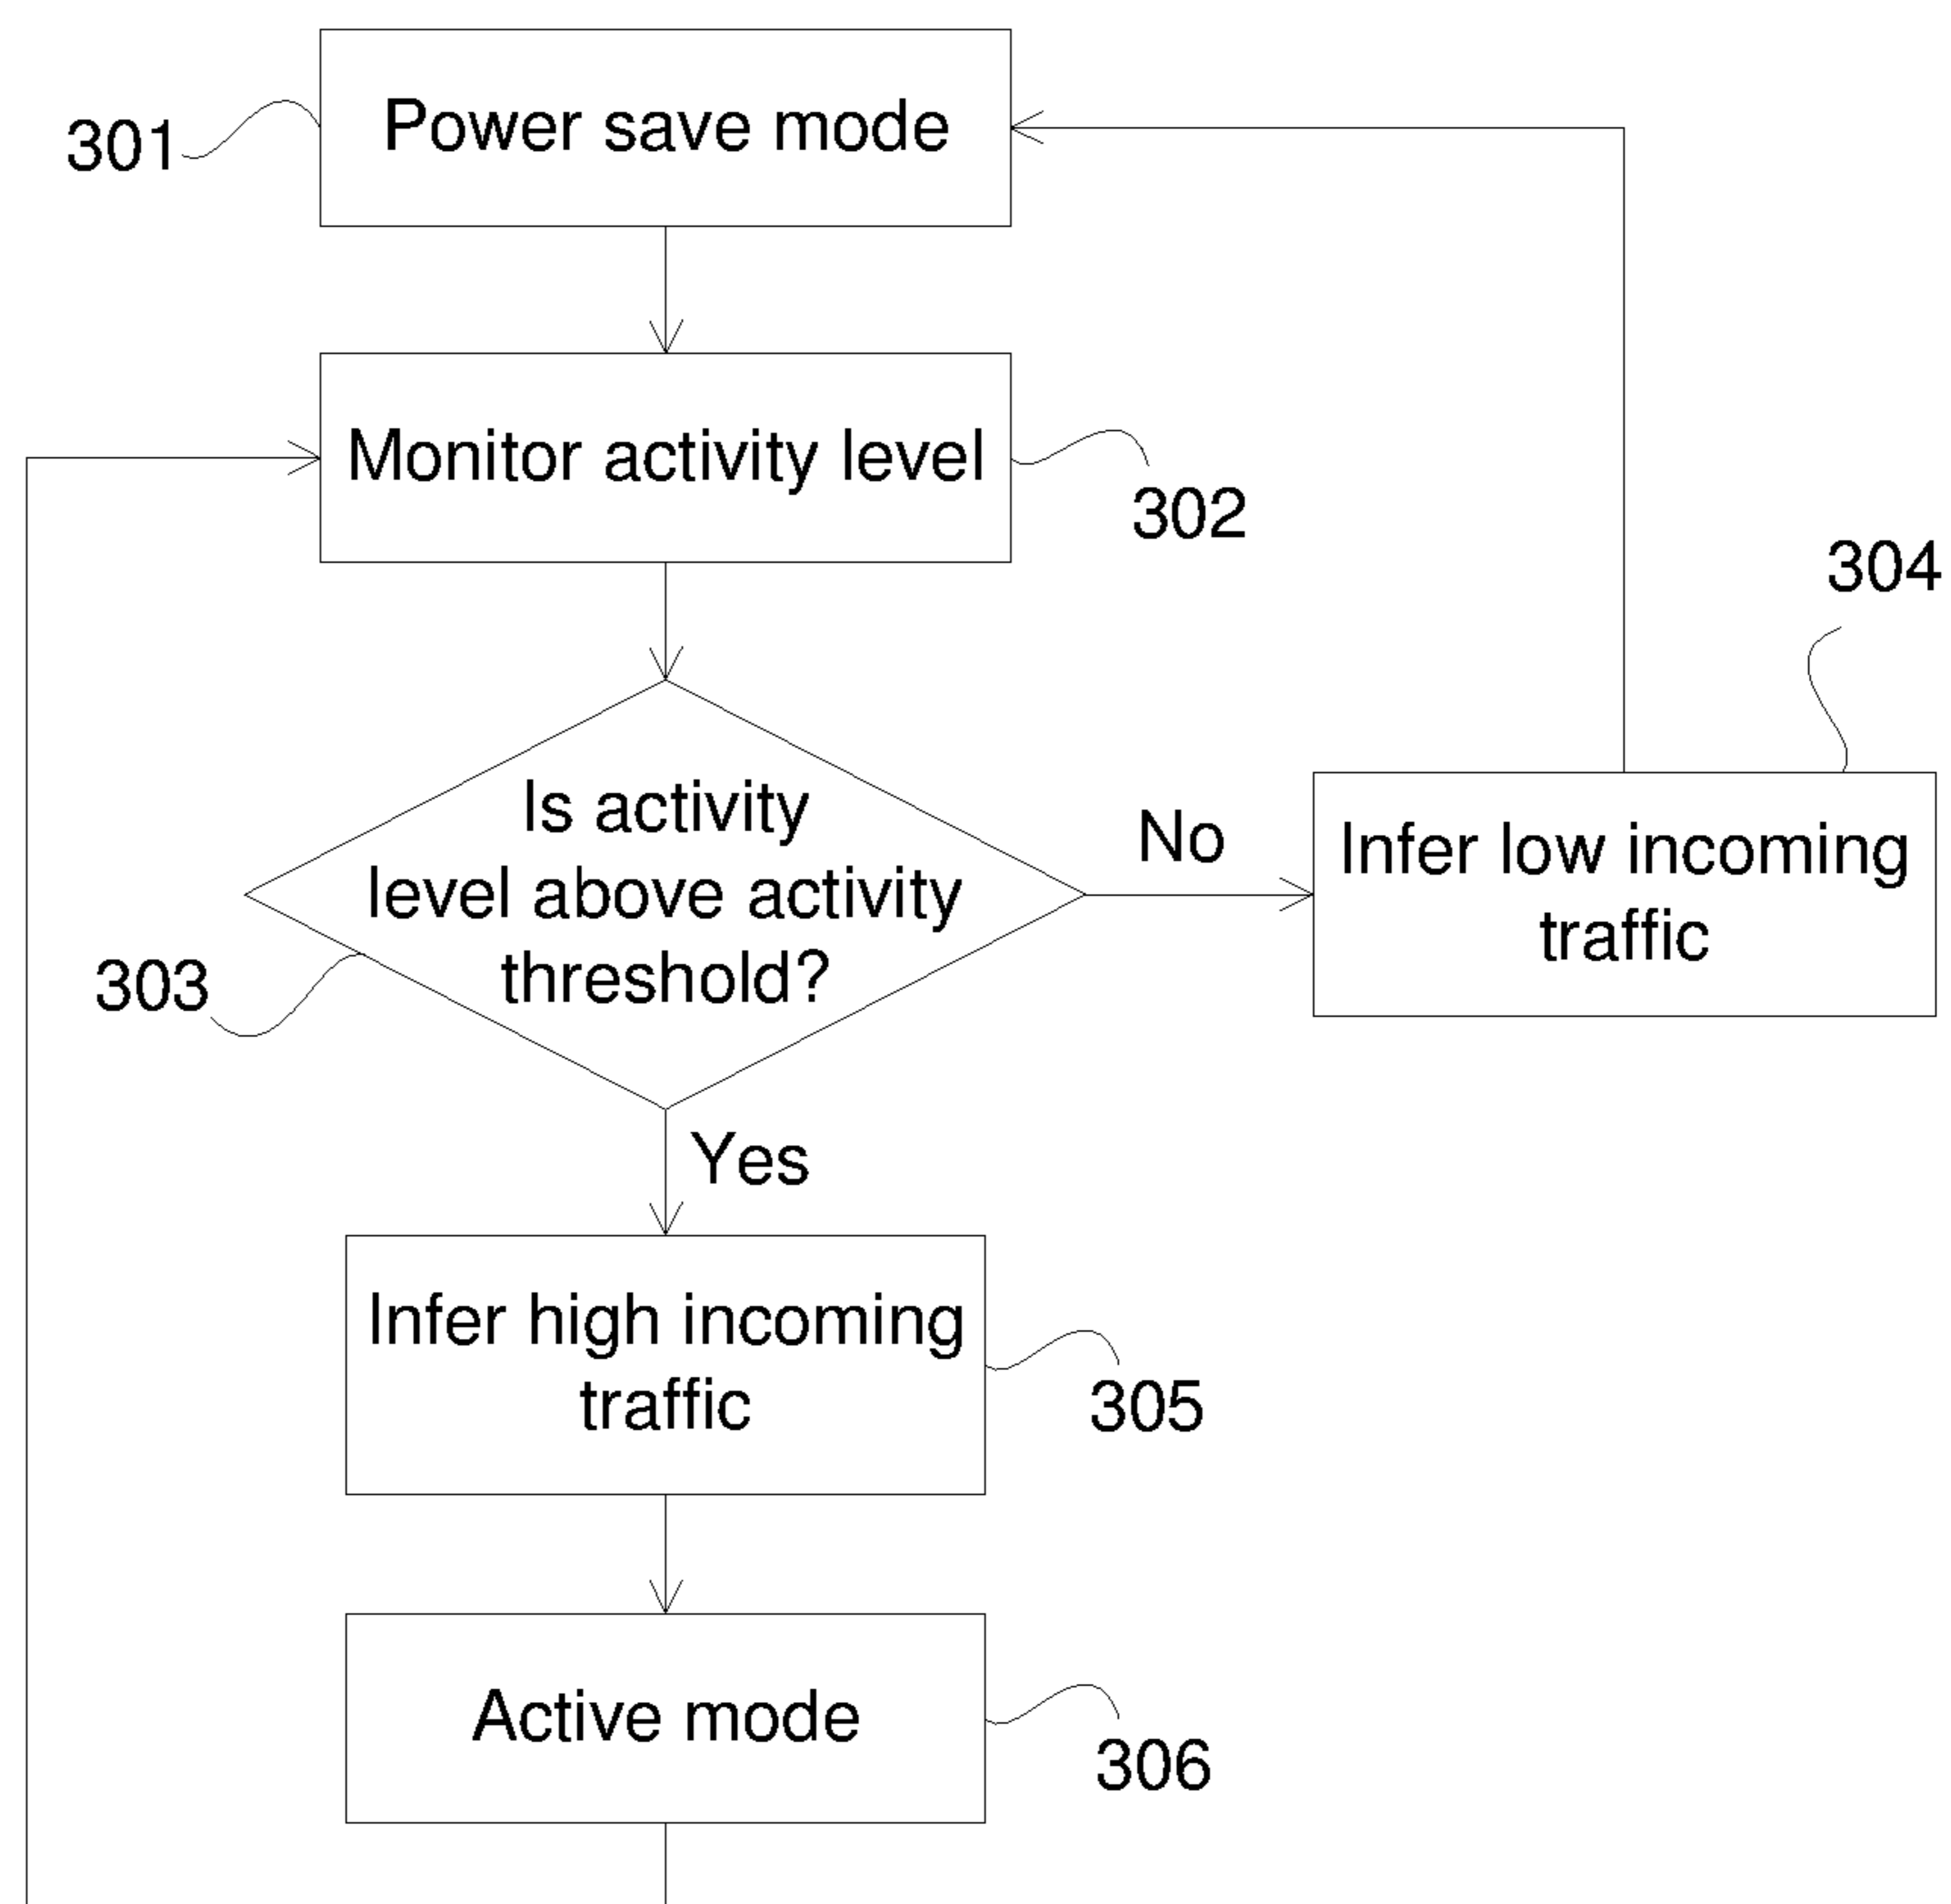 Power save mode
301
Monitor activity level
302
304
Is activity
level above activity
threshold?
303
No
Infer low incoming
traffic
Yes
Infer high incoming
traffic
305
Active mode
306